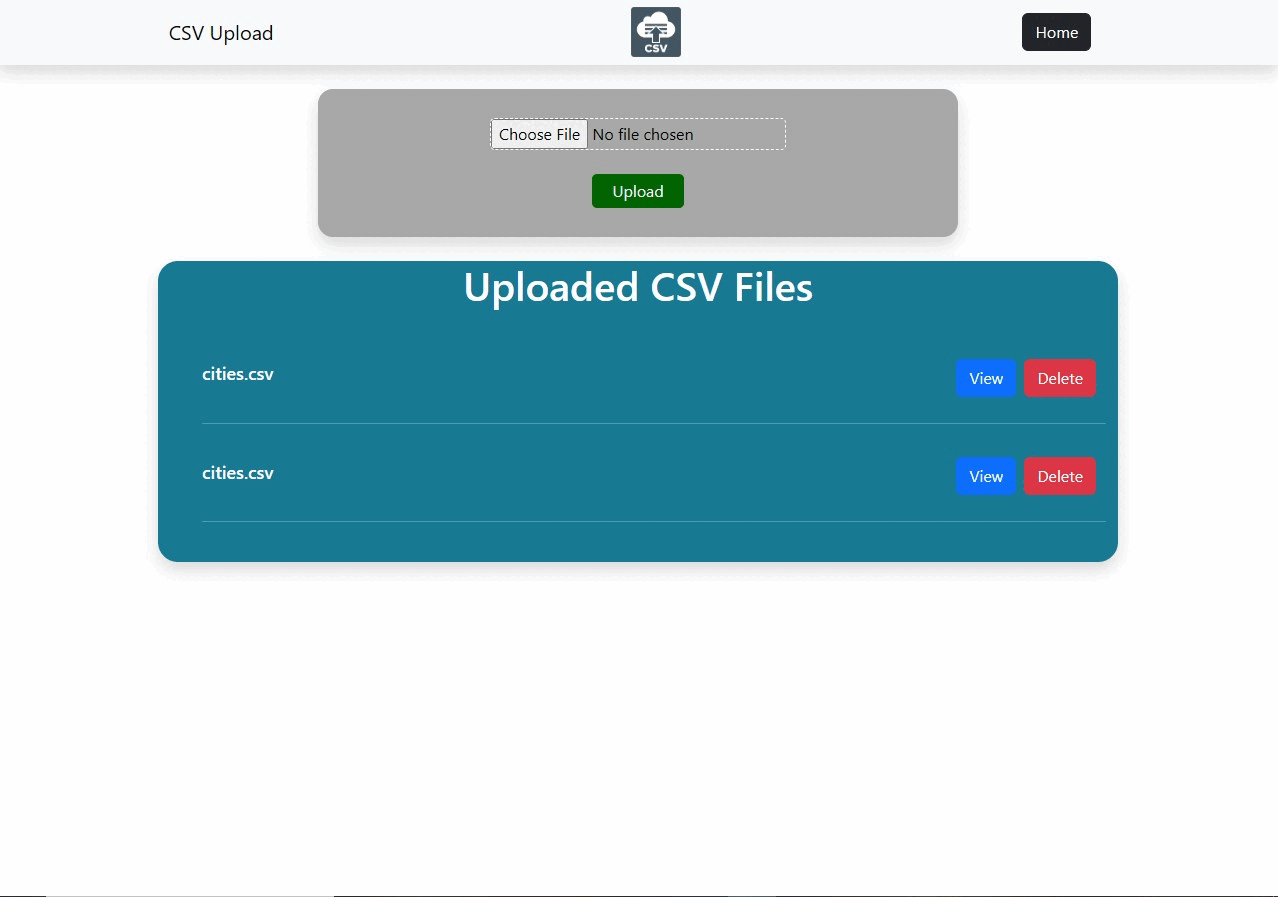 CSV Upload
CSV
Home
Choose File No file chosen
Upload
Uploaded CSV Files
cities.csv View Delete
cities.csv View Delete